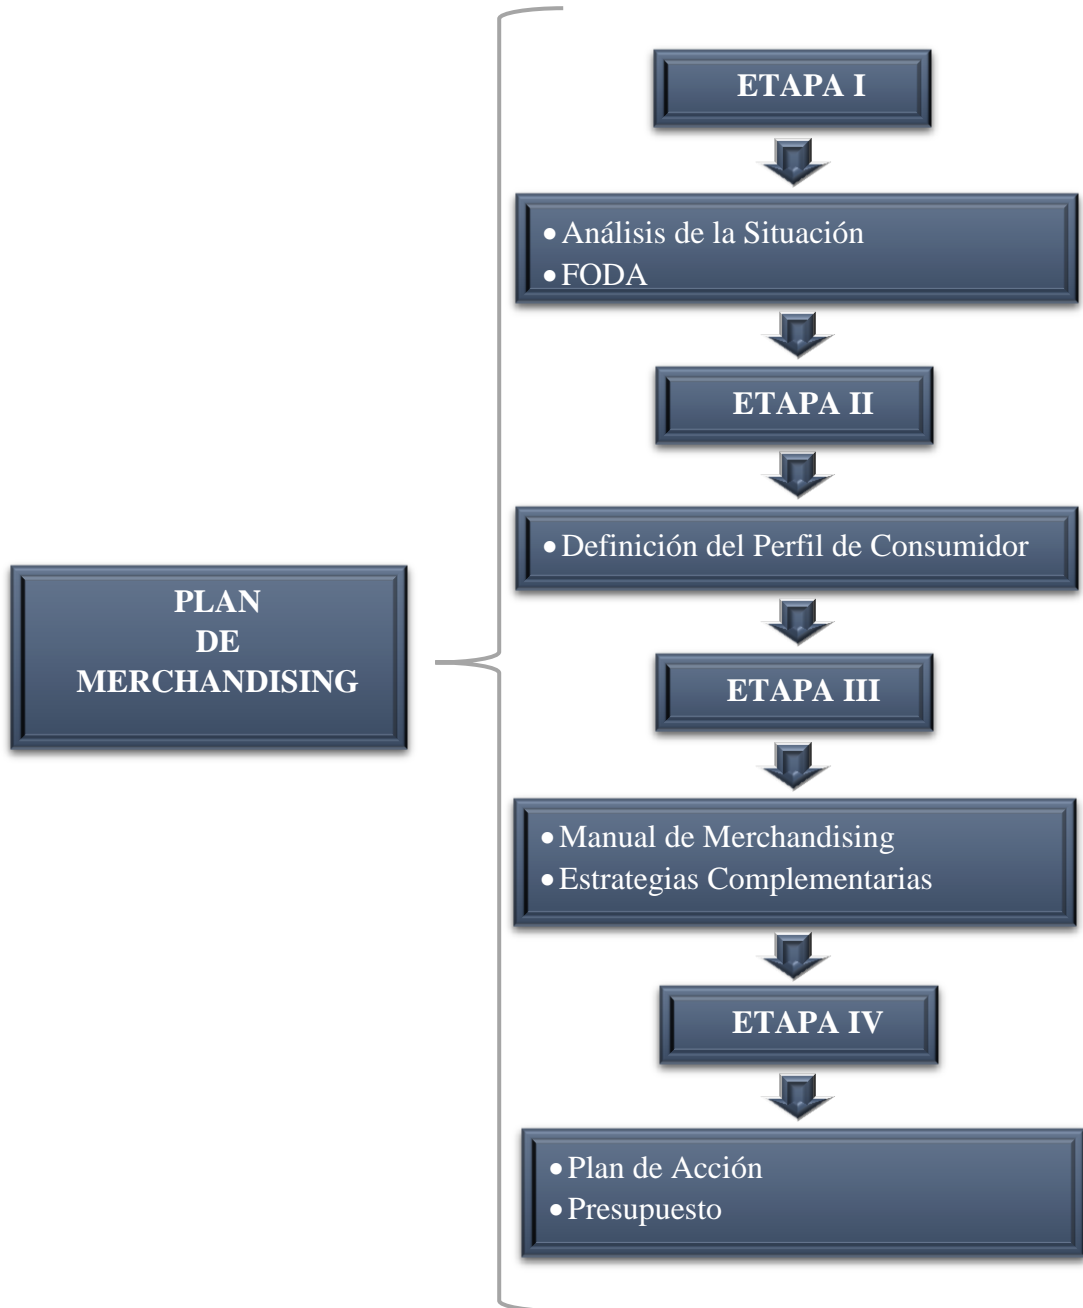 PLAN
DE
MERCHANDISING
ETAPA I
• Análisis de la Situación
• FODA
ETAPA II
• Definición del Perfil de Consumidor
ETAPA III
• Manual de Merchandising
• Estrategias Complementarias
ETAPA IV
• Plan de Acción
• Presupuesto